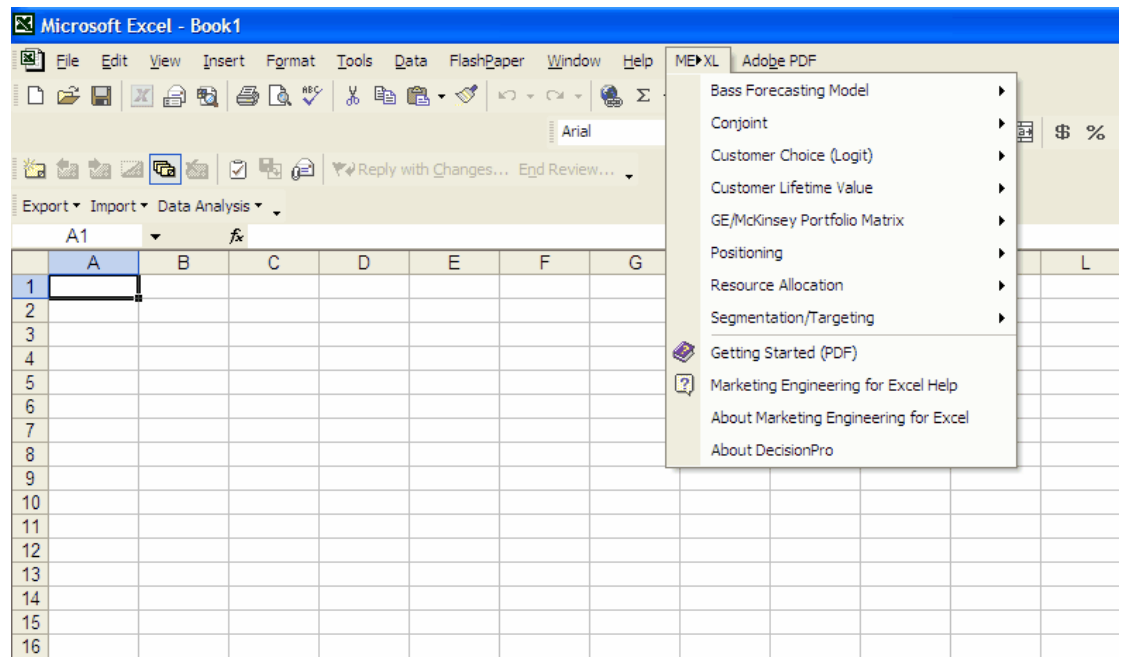 Microsoft Excel - Book1
File Edit View Insert Format Tools Data FlashPaper Window Help ME▶XL Adobe PDF
ABC Σ
Arial $ %
Reply with Changes... End Review...
Export Import Data Analysis
A1 fx
A B C D E F G L
1
2
3
4
5
6
7
8
9
10
11
12
13
14
15
16
Bass Forecasting Model
Conjoint
Customer Choice (Logit)
Customer Lifetime Value
GE/McKinsey Portfolio Matrix
Positioning
Resource Allocation
Segmentation/Targeting
Getting Started (PDF)
? Marketing Engineering for Excel Help
About Marketing Engineering for Excel
About DecisionPro